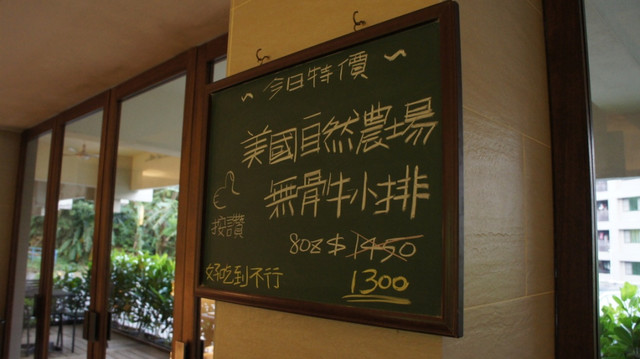 ~ 今日特價 ~
美國自然農場
無骨牛小排
按讚
8oz $ 1450
1300
好吃到不行